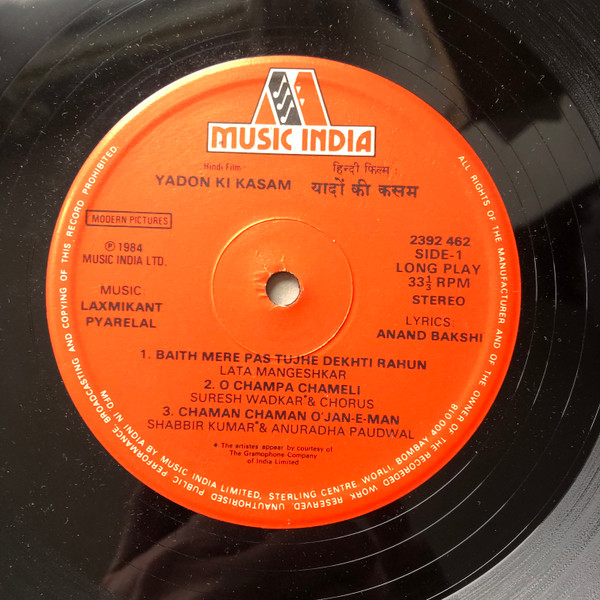 MUSIC INDIA
Hindi Film :
हिन्दी फिल्म :
YADON KI KASAM
यादों की कसम
MODERN PICTURES
℗ 1984
MUSIC INDIA LTD.
2392 462
SIDE-1
LONG PLAY
33⅓ RPM
STEREO
MUSIC:
LAXMIKANT
PYARELAL
LYRICS:
ANAND BAKSHI
1. BAITH MERE PAS TUJHE DEKHTI RAHUN
LATA MANGESHKAR
2. O CHAMPA CHAMELI
SURESH WADKAR* & CHORUS
3. CHAMAN CHAMAN O'JAN-E-MAN
SHABBIR KUMAR* & ANURADHA PAUDWAL
* The artistes appear by courtesy of
The Gramophone Company
of India Limited
ALL RIGHTS OF THE MANUFACTURER AND OF THE OWNER OF THE RECORDED WORK RESERVED. UNAUTHORISED PUBLIC PERFORMANCE BROADCASTING AND COPYING OF THIS RECORD PROHIBITED.
MFD. IN INDIA BY MUSIC INDIA LIMITED, STERLING CENTRE, WORLI, BOMBAY 400 018